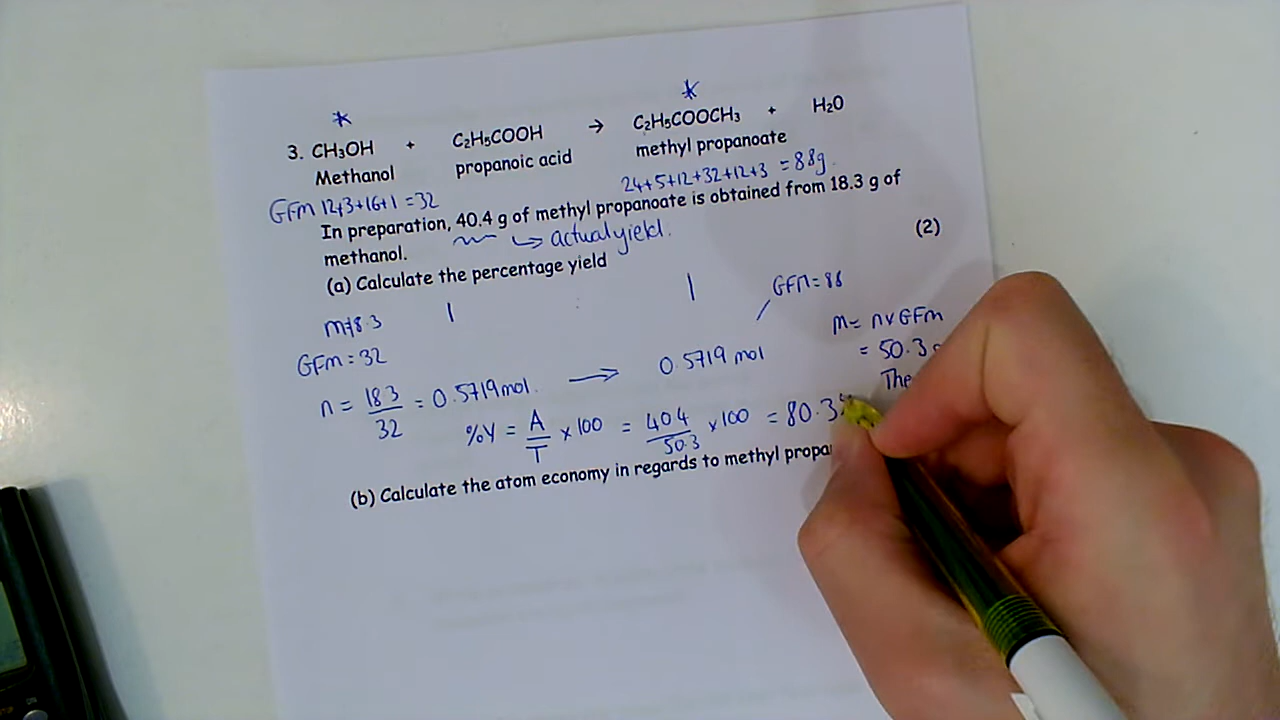 * *
3. CH₃OH + C₂H₅COOH → C₂H₅COOCH₃ + H₂O
Methanol propanoic acid methyl propanoate
GFM 12+3+16+1 = 32 24+5+12+32+12+3 = 88g
In preparation, 40.4 g of methyl propanoate is obtained from 18.3 g of
methanol. ↳ actual yield.
(a) Calculate the percentage yield (2)
m=18.3 1 1 GFM = 88
GFM = 32 m = n x GFM
n = 18.3/32 = 0.5719 mol. → 0.5719 mol = 50.3
The
%Y = A/T x 100 = 40.4/50.3 x 100 = 80.3%
(b) Calculate the atom economy in regards to methyl